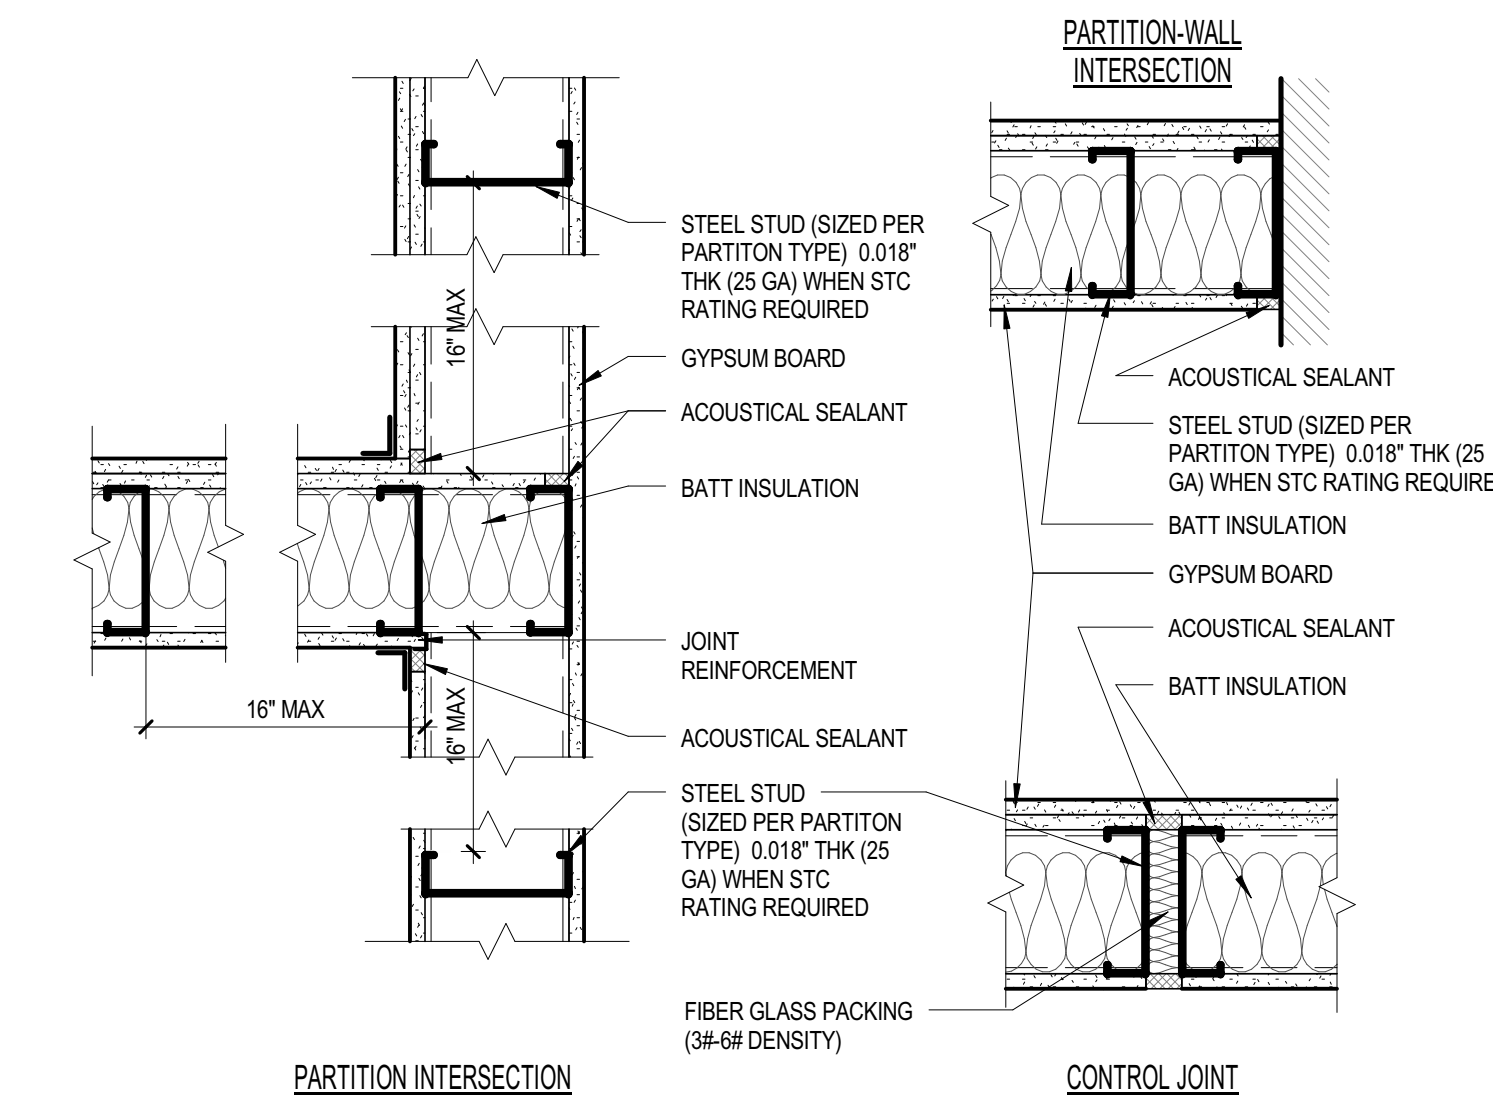 PARTITION-WALL
INTERSECTION
STEEL STUD (SIZED PER
PARTITON TYPE) 0.018"
THK (25 GA) WHEN STC
RATING REQUIRED
16" MAX
GYPSUM BOARD
ACOUSTICAL SEALANT
BATT INSULATION
JOINT
REINFORCEMENT
16" MAX
16" MAX
ACOUSTICAL SEALANT
STEEL STUD
(SIZED PER PARTITON
TYPE) 0.018" THK (25
GA) WHEN STC
RATING REQUIRED
FIBER GLASS PACKING
(3#-6# DENSITY)
PARTITION INTERSECTION
ACOUSTICAL SEALANT
STEEL STUD (SIZED PER
PARTITON TYPE) 0.018" THK (25
GA) WHEN STC RATING REQUIRE
BATT INSULATION
GYPSUM BOARD
ACOUSTICAL SEALANT
BATT INSULATION
CONTROL JOINT